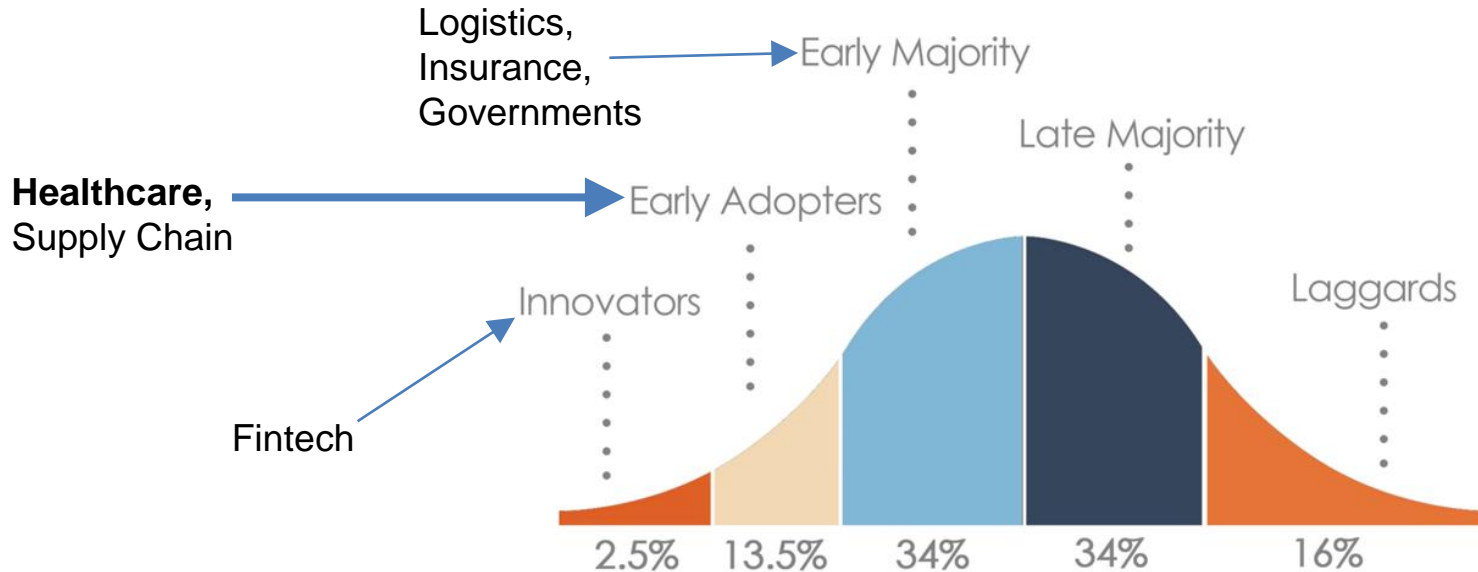 Logistics,
Insurance,
Governments
Early Majority
Late Majority
Healthcare,
Supply Chain
Early Adopters
Innovators
Laggards
Fintech
2.5%
13.5%
34%
34%
16%